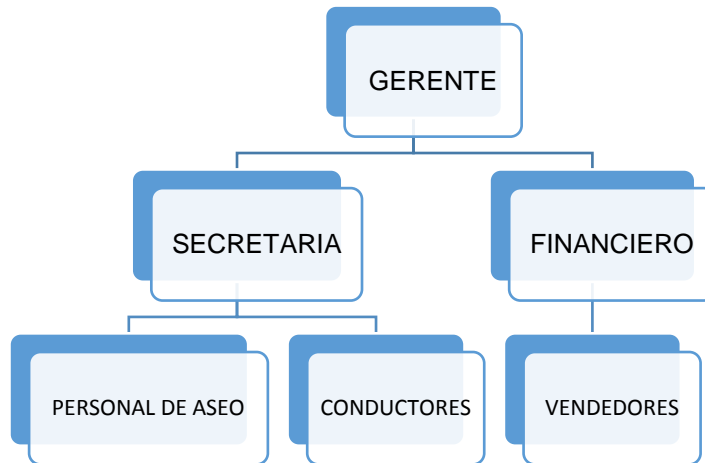 GERENTE
SECRETARIA
FINANCIERO
PERSONAL DE ASEO
CONDUCTORES
VENDEDORES